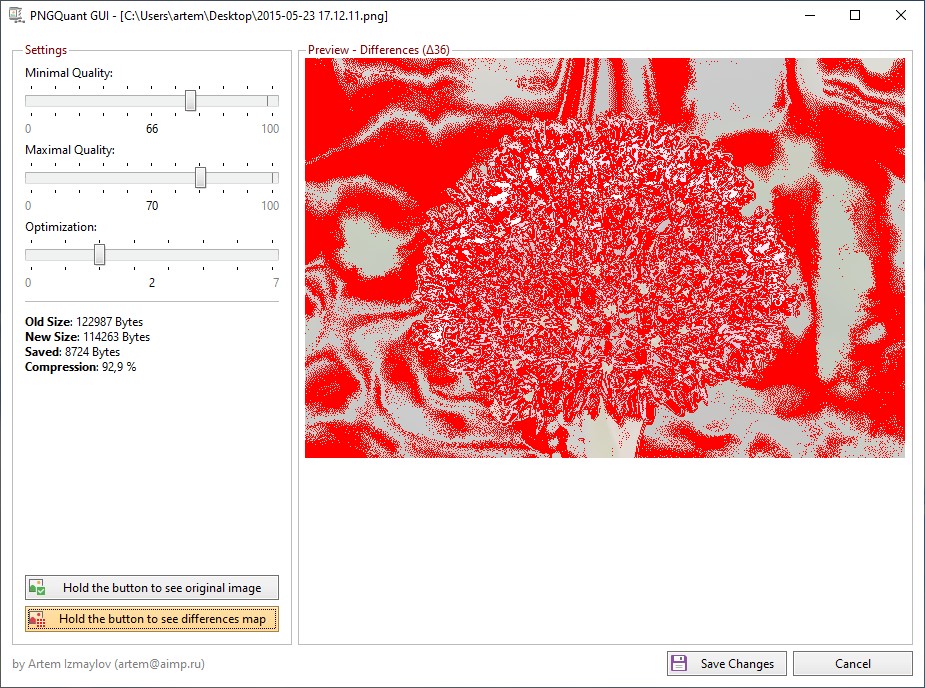 PNGQuant GUI - [C:\Users\artem\Desktop\2015-05-23 17.12.11.png]
Settings
Minimal Quality:
0 66 100
Maximal Quality:
0 70 100
Optimization:
0 2 7
Old Size: 122987 Bytes
New Size: 114263 Bytes
Saved: 8724 Bytes
Compression: 92,9 %
Hold the button to see original image
Hold the button to see differences map
Preview - Differences (Δ36)
by Artem Izmaylov (artem@aimp.ru)
Save Changes
Cancel